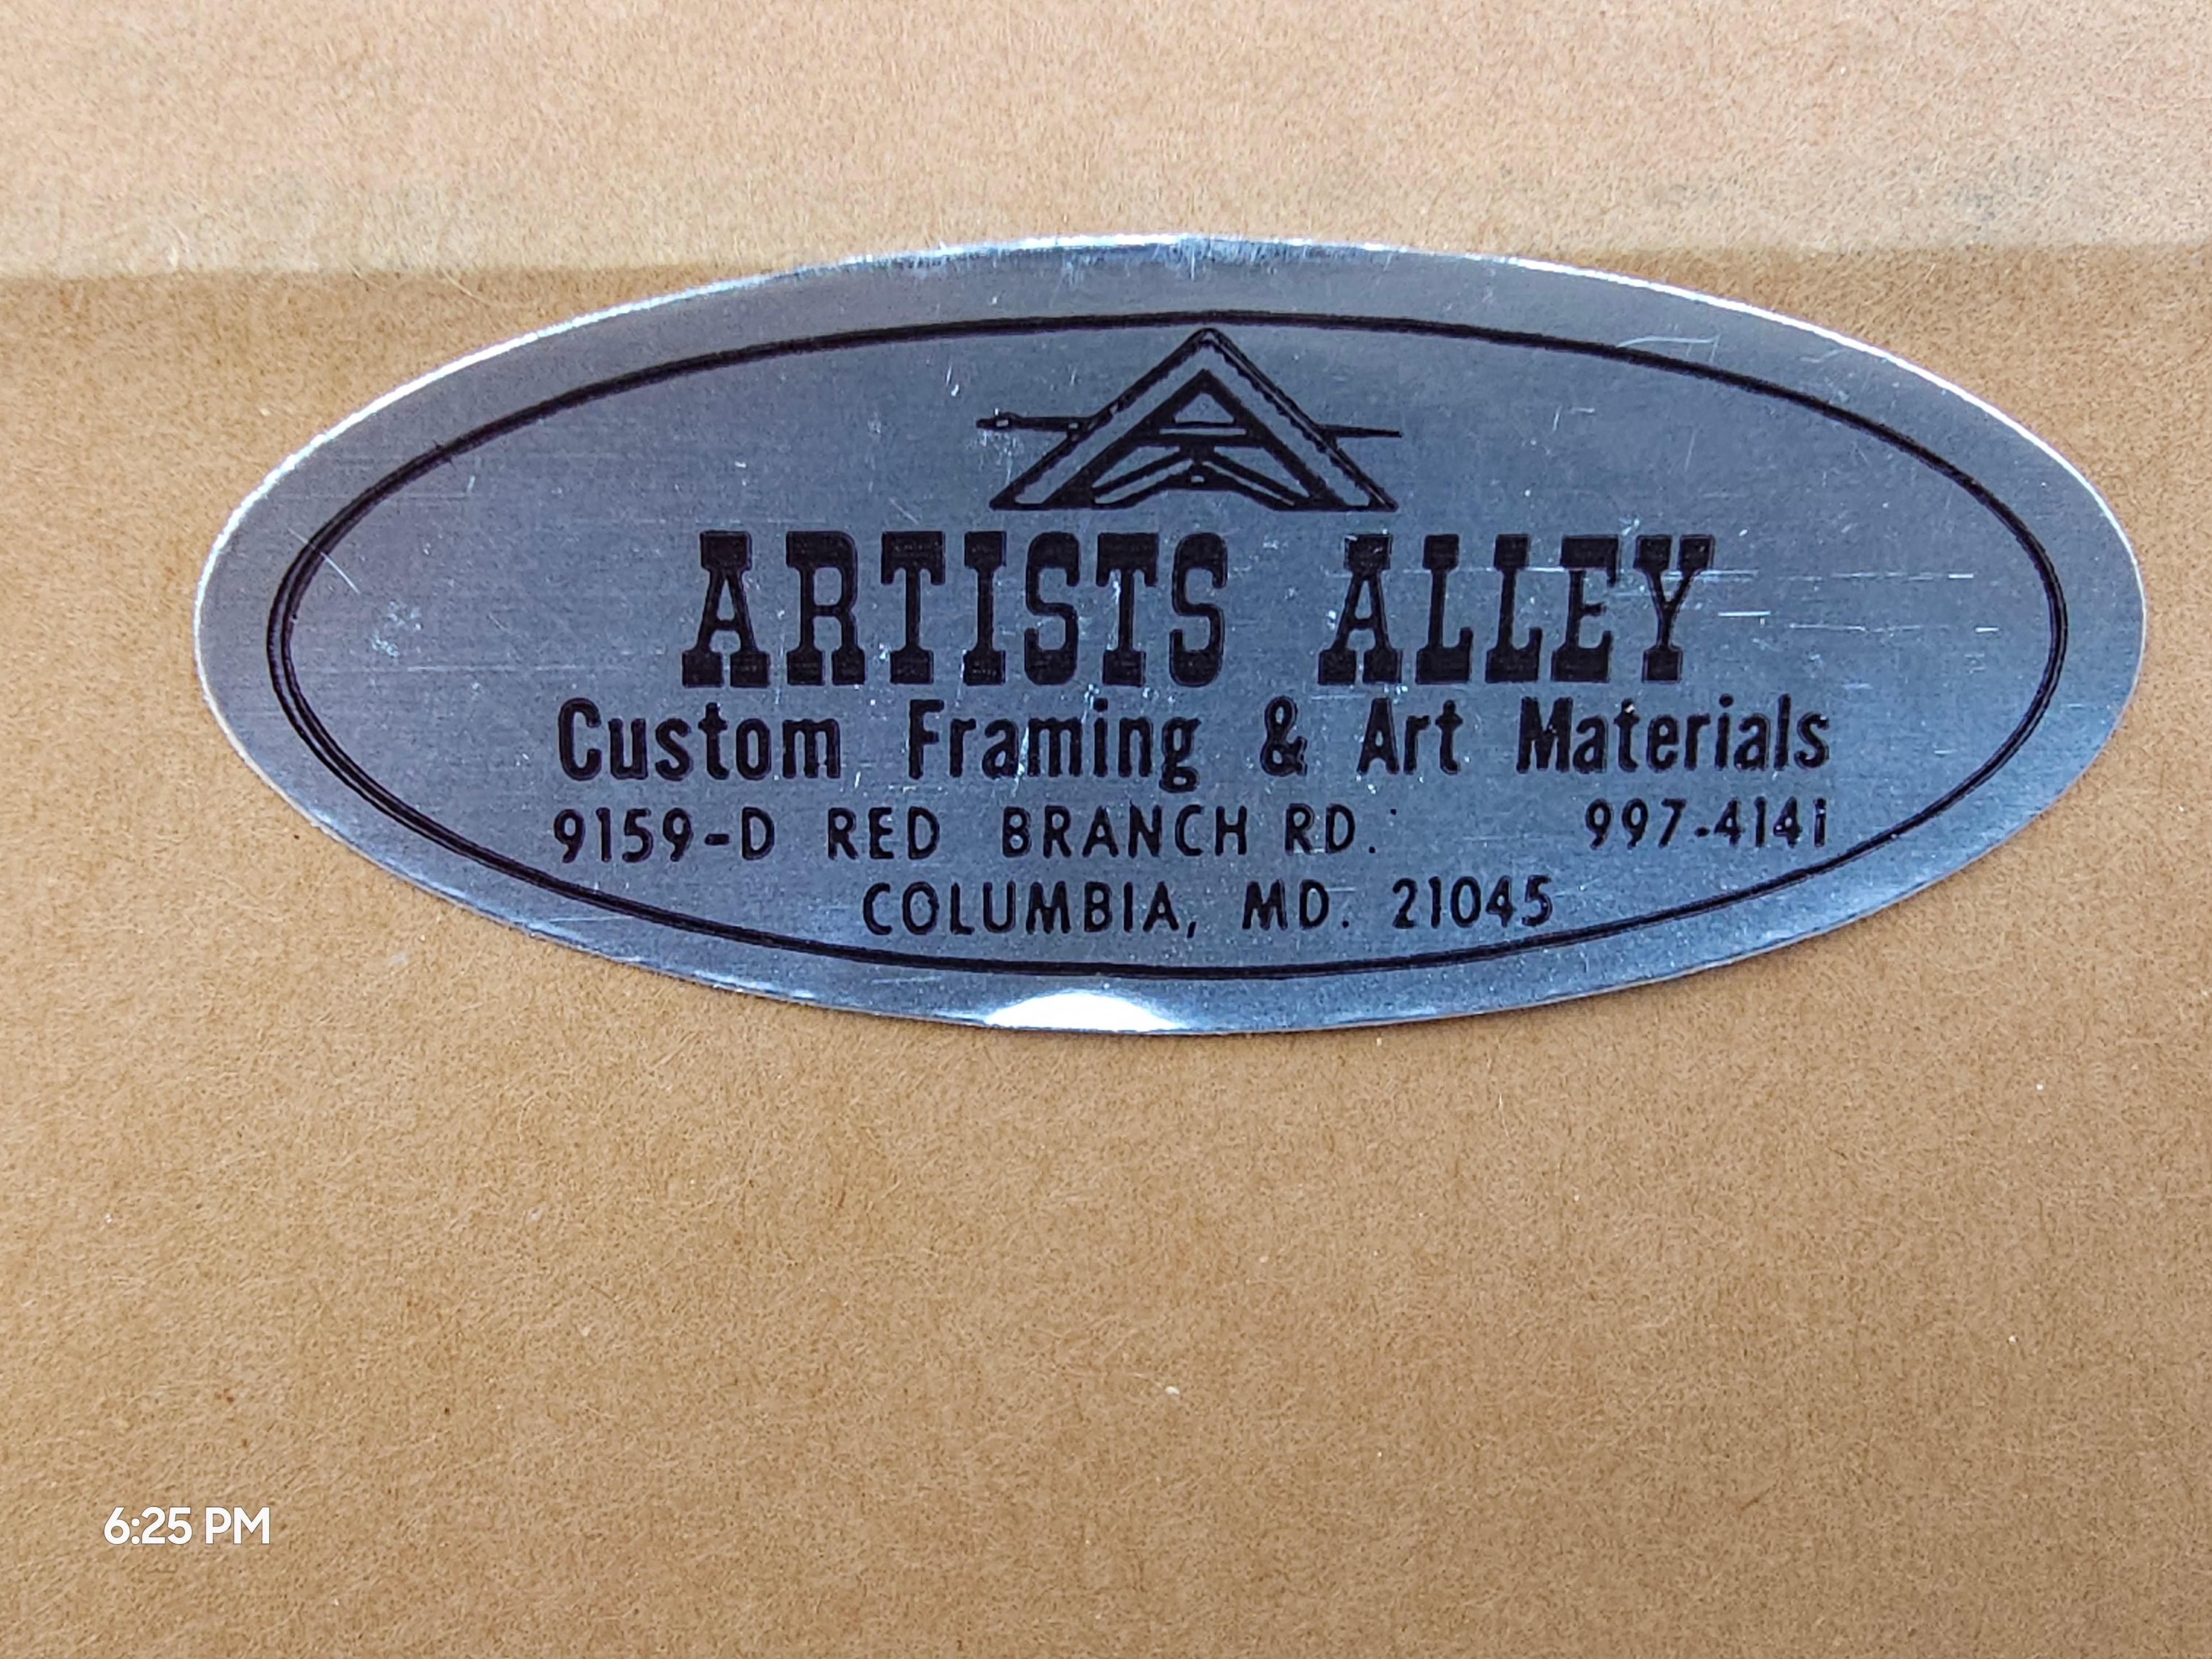 ARTISTS ALLEY
Custom Framing & Art Materials
9159-D RED BRANCH RD. 997-4141
COLUMBIA, MD. 21045
6:25 PM